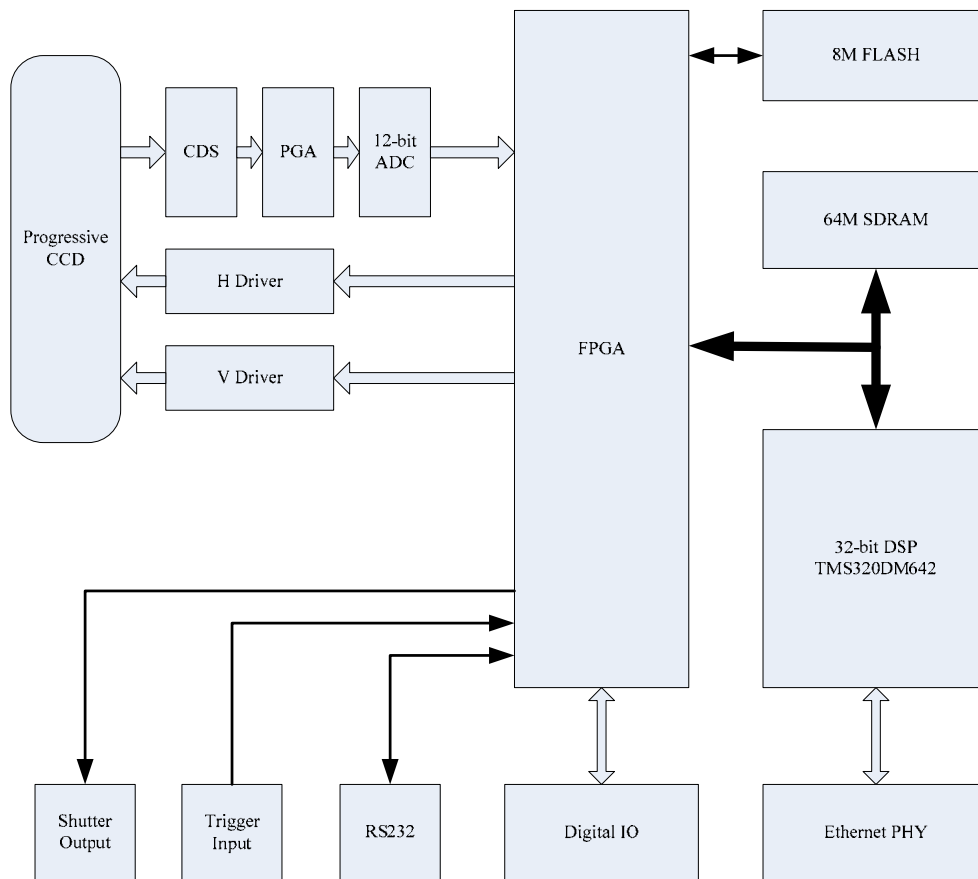 8M FLASH
CDS
PGA
12-bit
ADC
64M SDRAM
Progressive
CCD
H Driver
FPGA
V Driver
32-bit DSP
TMS320DM642
Shutter
Output
Trigger
Input
RS232
Digital IO
Ethernet PHY